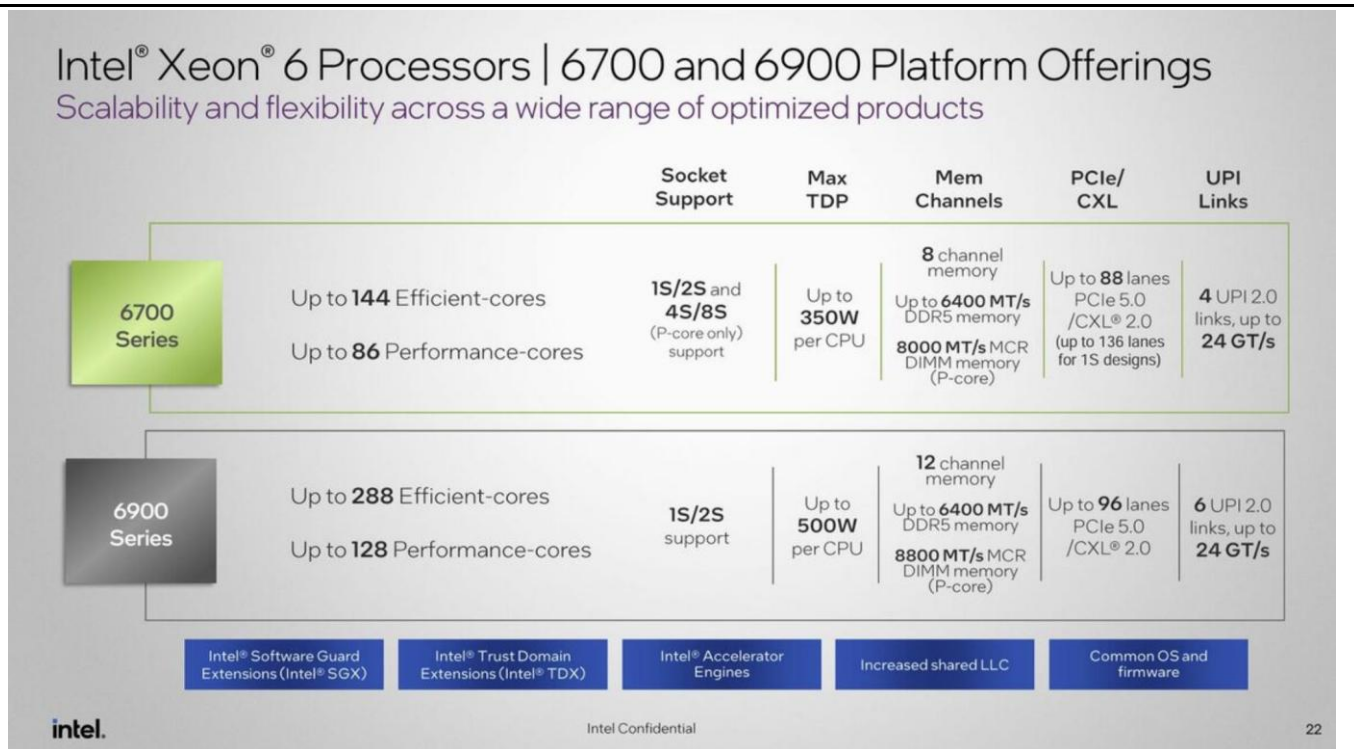 Intel® Xeon® 6 Processors | 6700 and 6900 Platform Offerings
Scalability and flexibility across a wide range of optimized products
Socket
Support
Max
TDP
Mem
Channels
PCIe/
CXL
UPI
Links
6700
Series
Up to 144 Efficient-cores
Up to 86 Performance-cores
1S/2S and
4S/8S
(P-core only)
support
Up to
350W
per CPU
8 channel
memory
Up to 6400 MT/s
DDR5 memory
8000 MT/s MCR
DIMM memory
(P-core)
Up to 88 lanes
PCIe 5.0
/CXL® 2.0
(up to 136 lanes
for 1S designs)
4 UPI 2.0
links, up to
24 GT/s
6900
Series
Up to 288 Efficient-cores
Up to 128 Performance-cores
1S/2S
support
Up to
500W
per CPU
12 channel
memory
Up to 6400 MT/s
DDR5 memory
8800 MT/s MCR
DIMM memory
(P-core)
Up to 96 lanes
PCIe 5.0
/CXL® 2.0
6 UPI 2.0
links, up to
24 GT/s
Intel® Software Guard
Extensions (Intel® SGX)
Intel® Trust Domain
Extensions (Intel® TDX)
Intel® Accelerator
Engines
Increased shared LLC
Common OS and
firmware
intel.
Intel Confidential
22